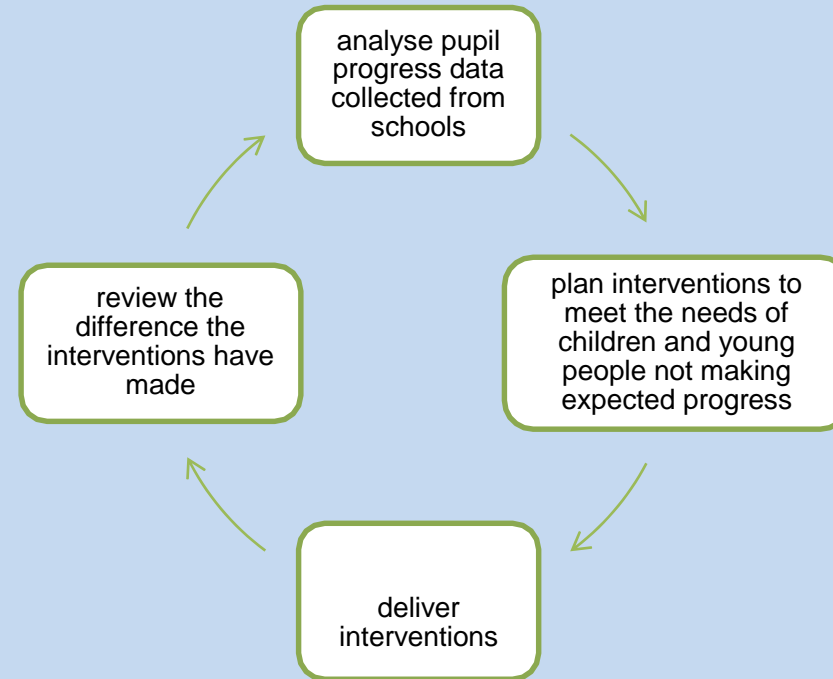 analyse pupil
progress data
collected from
schools
plan interventions to
meet the needs of
children and young
people not making
expected progress
deliver
interventions
review the
difference the
interventions have
made